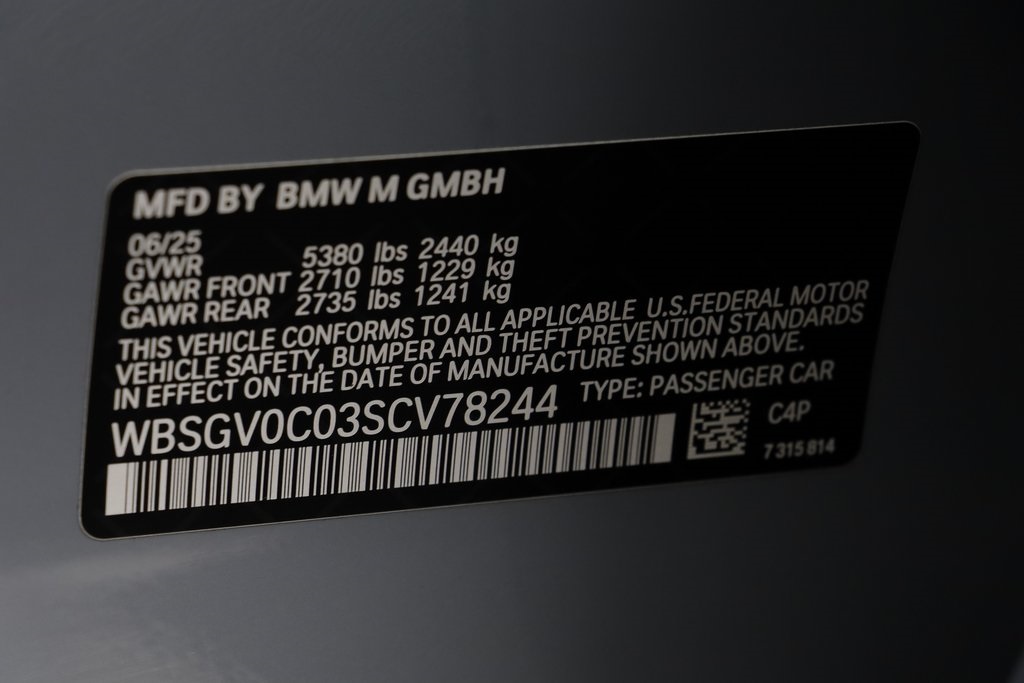 MFD BY BMW M GMBH
06/25
GVWR 5380 lbs 2440 kg
GAWR FRONT 2710 lbs 1229 kg
GAWR REAR 2735 lbs 1241 kg
THIS VEHICLE CONFORMS TO ALL APPLICABLE U.S.FEDERAL MOTOR
VEHICLE SAFETY, BUMPER AND THEFT PREVENTION STANDARDS
IN EFFECT ON THE DATE OF MANUFACTURE SHOWN ABOVE.
WBSGV0C03SCV78244 TYPE: PASSENGER CAR
C4P
7 315 814